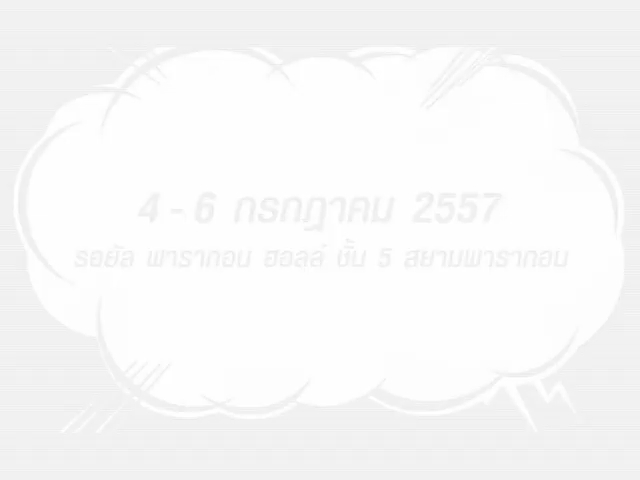 4 - 6 กรกฎาคม 2557
รอยัล พารากอน ฮอลล์ ชั้น 5 สยามพารากอน